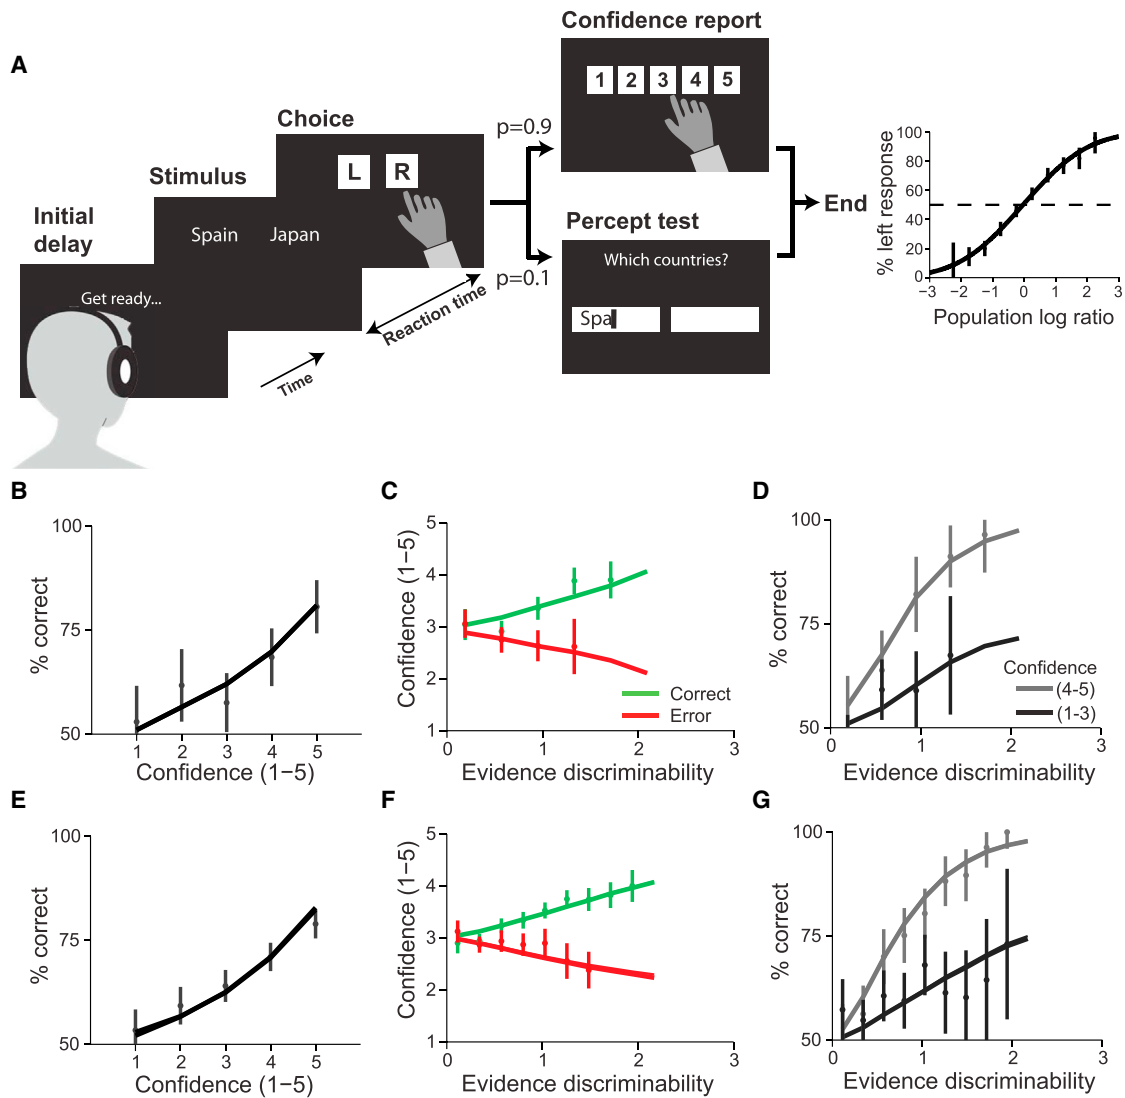 A
Initial
delay
Get ready...
Stimulus
Spain Japan
Choice
L R
Reaction time
Time
p=0.9
p=0.1
Confidence report
1 2 3 4 5
Percept test
Which countries?
Spa
End
% left response
100
80
60
40
20
0
−3 −2 −1 0 1 2 3
Population log ratio
B
% correct
100
75
50
1 2 3 4 5
Confidence (1−5)
C
Confidence (1−5)
5
4
3
2
1
Correct
Error
0 1 2 3
Evidence discriminability
D
% correct
100
75
50
Confidence
(4-5)
(1-3)
0 1 2 3
Evidence discriminability
E
% correct
100
75
50
1 2 3 4 5
Confidence (1−5)
F
Confidence (1−5)
5
4
3
2
1
0 1 2 3
Evidence discriminability
G
% correct
100
75
50
0 1 2 3
Evidence discriminability